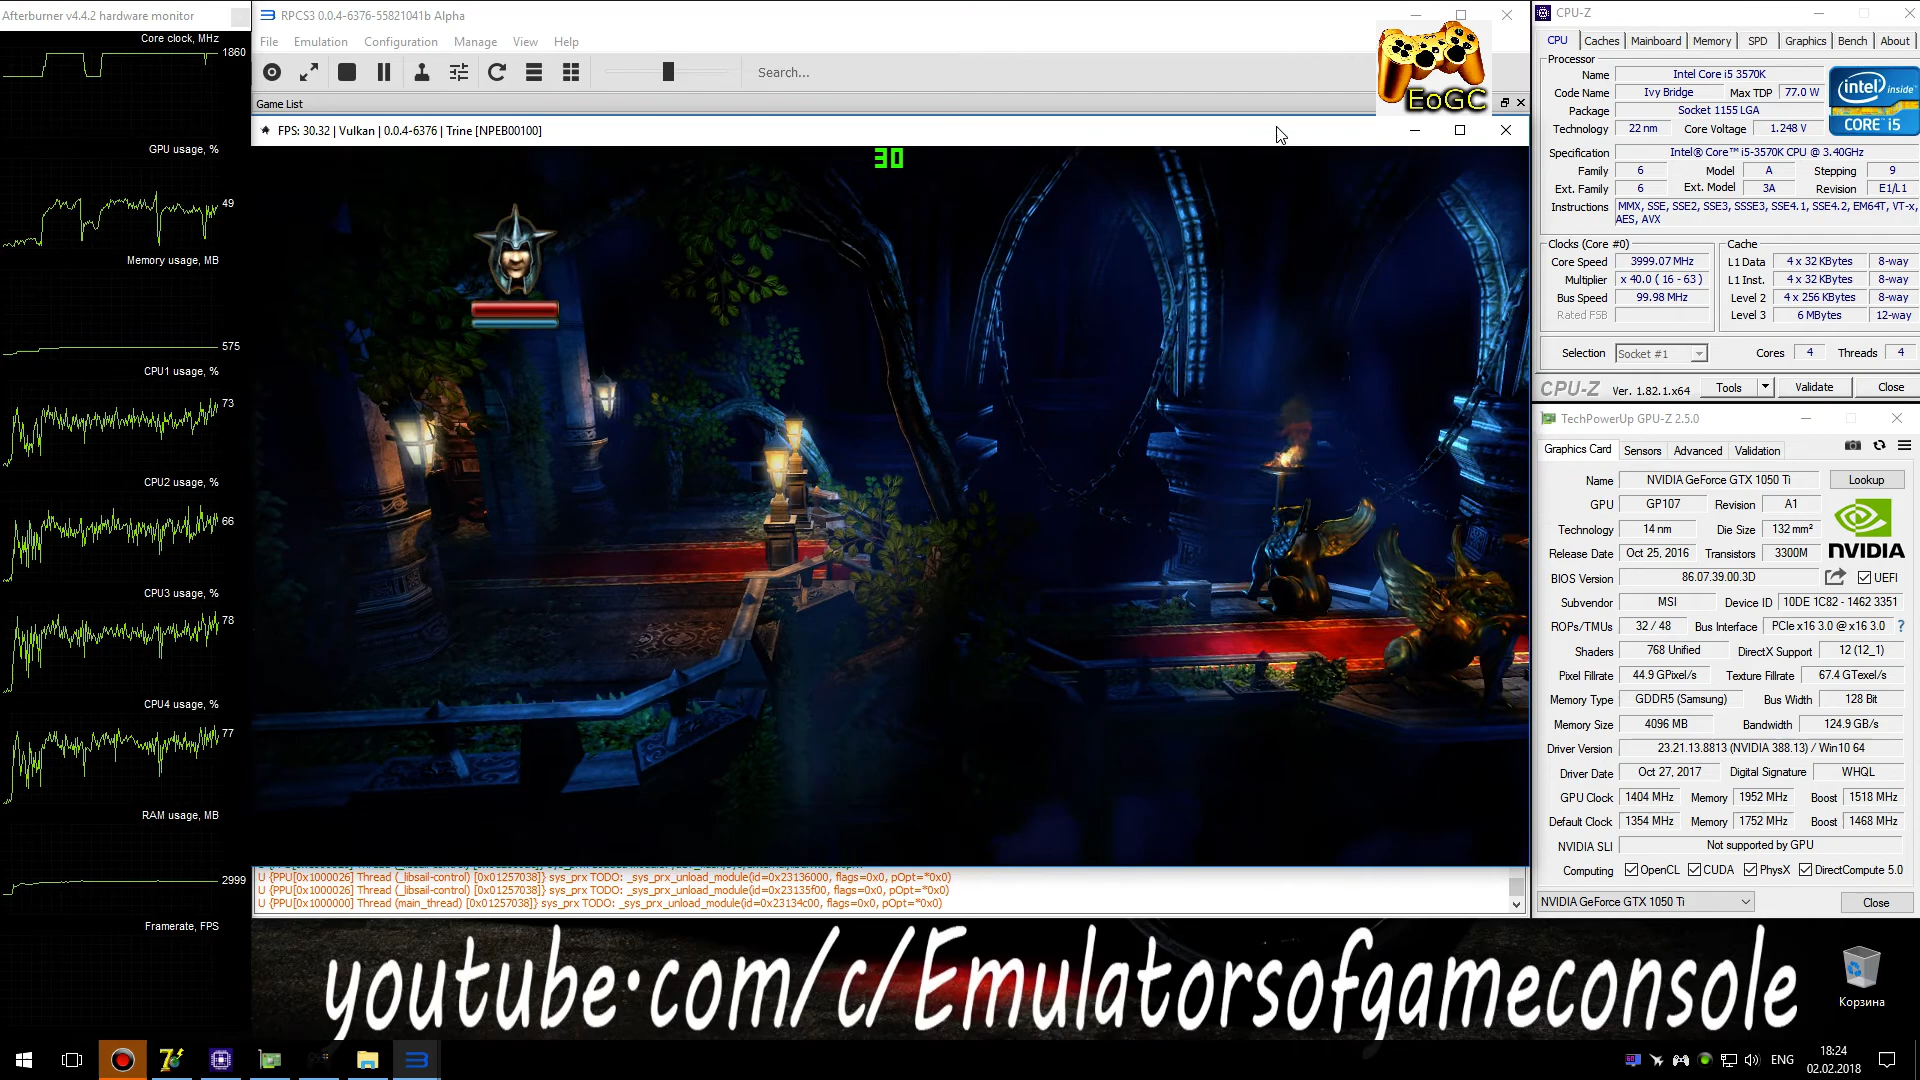 Afterburner v4.4.2 hardware monitor
Core clock, MHz
1860
GPU usage, %
49
Memory usage, MB
575
CPU1 usage, %
73
CPU2 usage, %
66
CPU3 usage, %
78
CPU4 usage, %
77
RAM usage, MB
2999
Framerate, FPS
RPCS3 0.0.4-6376-55821041b Alpha
File Emulation Configuration Manage View Help
Search...
EoGC
Game List
FPS: 30.32 | Vulkan | 0.0.4-6376 | Trine [NPEB00100]
30
U {PPU[0x1000026] Thread (_libsail-control) [0x01257038]} sys_prx TODO: _sys_prx_unload_module(id=0x23136000, flags=0x0, pOpt=*0x0)
U {PPU[0x1000026] Thread (_libsail-control) [0x01257038]} sys_prx TODO: _sys_prx_unload_module(id=0x23135f00, flags=0x0, pOpt=*0x0)
U {PPU[0x1000000] Thread (main_thread) [0x01257038]} sys_prx TODO: _sys_prx_unload_module(id=0x23134c00, flags=0x0, pOpt=*0x0)
CPU-Z
CPU Caches Mainboard Memory SPD Graphics Bench About
Processor
Name Intel Core i5 3570K
Code Name Ivy Bridge Max TDP 77.0 W
Package Socket 1155 LGA
Technology 22 nm Core Voltage 1.248 V
intel inside™
CORE i5
Specification Intel® Core™ i5-3570K CPU @ 3.40GHz
Family 6 Model A Stepping 9
Ext. Family 6 Ext. Model 3A Revision E1/L1
Instructions MMX, SSE, SSE2, SSE3, SSSE3, SSE4.1, SSE4.2, EM64T, VT-x,
AES, AVX
Clocks (Core #0)
Core Speed 3999.07 MHz
Multiplier x 40.0 ( 16 - 63 )
Bus Speed 99.98 MHz
Rated FSB
Cache
L1 Data 4 x 32 KBytes 8-way
L1 Inst. 4 x 32 KBytes 8-way
Level 2 4 x 256 KBytes 8-way
Level 3 6 MBytes 12-way
Selection Socket #1 Cores 4 Threads 4
CPU-Z Ver. 1.82.1.x64 Tools Validate Close
TechPowerUp GPU-Z 2.5.0
Graphics Card Sensors Advanced Validation
Name NVIDIA GeForce GTX 1050 Ti Lookup
GPU GP107 Revision A1
Technology 14 nm Die Size 132 mm²
Release Date Oct 25, 2016 Transistors 3300M
NVIDIA
BIOS Version 86.07.39.00.3D UEFI
Subvendor MSI Device ID 10DE 1C82 - 1462 3351
ROPs/TMUs 32 / 48 Bus Interface PCIe x16 3.0 @ x16 3.0 ?
Shaders 768 Unified DirectX Support 12 (12_1)
Pixel Fillrate 44.9 GPixel/s Texture Fillrate 67.4 GTexel/s
Memory Type GDDR5 (Samsung) Bus Width 128 Bit
Memory Size 4096 MB Bandwidth 124.9 GB/s
Driver Version 23.21.13.8813 (NVIDIA 388.13) / Win10 64
Driver Date Oct 27, 2017 Digital Signature WHQL
GPU Clock 1404 MHz Memory 1952 MHz Boost 1518 MHz
Default Clock 1354 MHz Memory 1752 MHz Boost 1468 MHz
NVIDIA SLI Not supported by GPU
Computing OpenCL CUDA PhysX DirectCompute 5.0
NVIDIA GeForce GTX 1050 Ti Close
youtube.com/c/Emulatorsofgameconsole
Корзина
ENG
18:24
02.02.2018